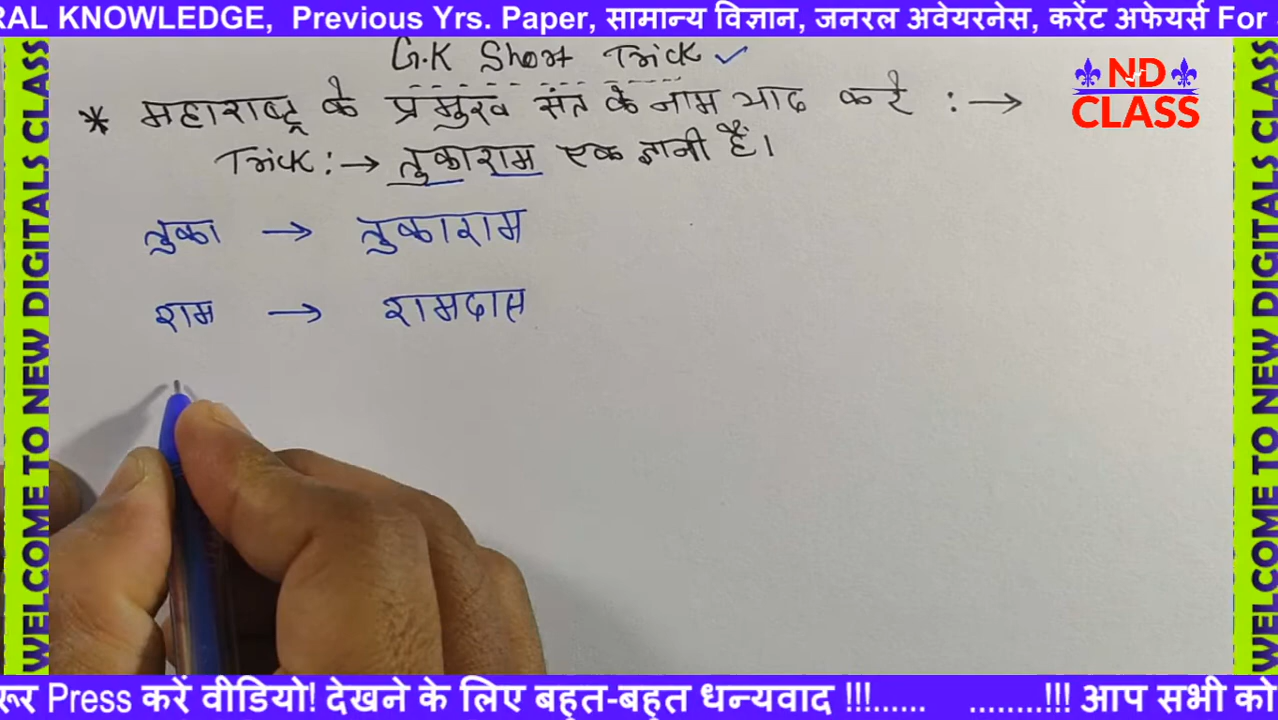 RAL KNOWLEDGE, Previous Yrs. Paper, सामान्य विज्ञान, जनरल अवेयरनेस, करेंट अफेयर्स For
G.K Short Trick ✓
* महाराष्ट्र के प्रमुख संत के नाम याद करे :→
Trick :→ तुकाराम एक ज्ञानी हैं।
तुका → तुकाराम
राम → रामदास
ND
CLASS
WELCOME TO NEW DIGITALS CLASS
WELCOME TO NEW DIGITALS CLASS
रूर Press करें वीडियो! देखने के लिए बहुत-बहुत धन्यवाद !!!...... ........!!! आप सभी को